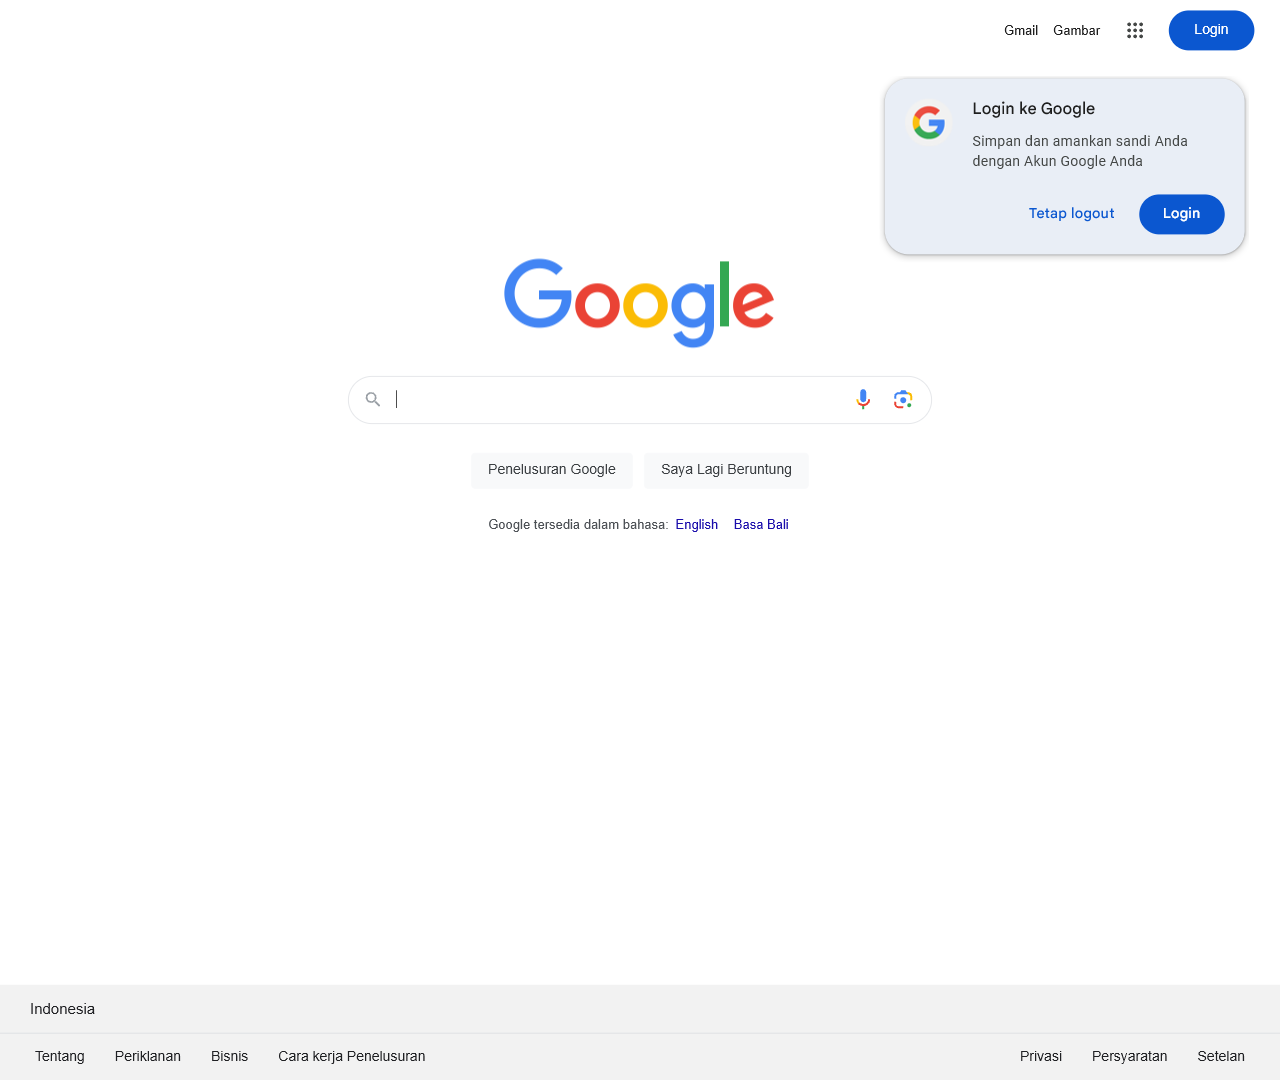 Gmail Gambar Login
Login ke Google
Simpan dan amankan sandi Anda
dengan Akun Google Anda
Tetap logout Login
Google
Penelusuran Google Saya Lagi Beruntung
Google tersedia dalam bahasa: English Basa Bali
Indonesia
Tentang Periklanan Bisnis Cara kerja Penelusuran Privasi Persyaratan Setelan